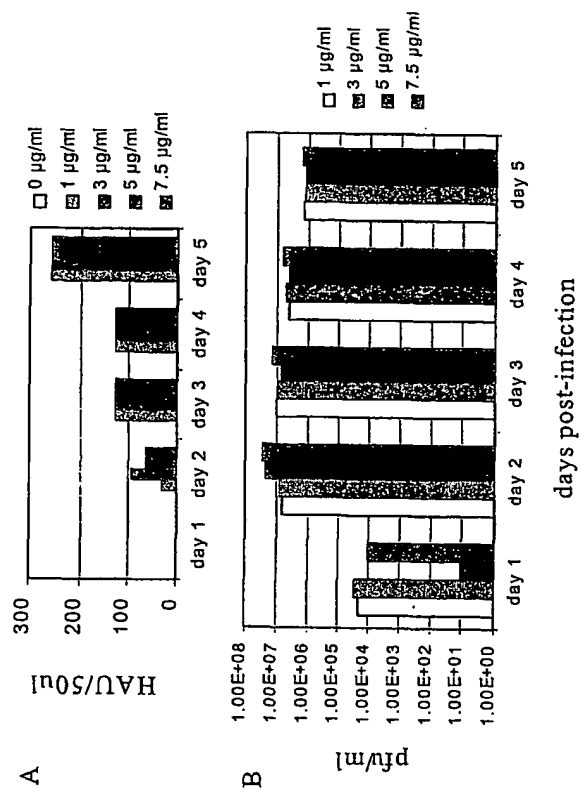 A
HAU/50ul
300
200
100
0
day 1
day 2
day 3
day 4
day 5
0 µg/ml
1 µg/ml
3 µg/ml
5 µg/ml
7.5 µg/ml
B
pfu/ml
1.00E+08
1.00E+07
1.00E+06
1.00E+05
1.00E+04
1.00E+03
1.00E+02
1.00E+01
1.00E+00
day 1
day 2
day 3
day 4
day 5
days post-infection
1 µg/ml
3 µg/ml
5 µg/ml
7.5 µg/ml